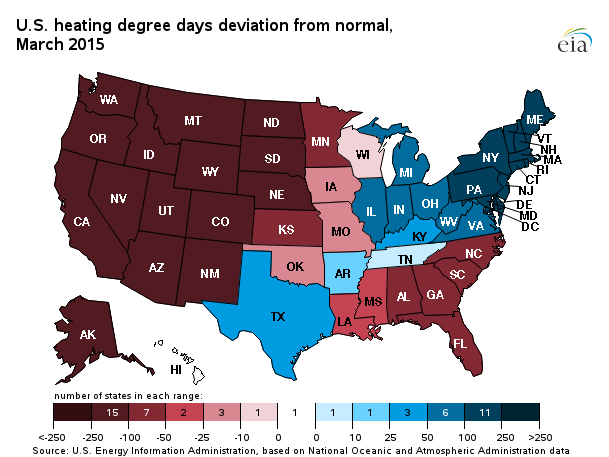 U.S. heating degree days deviation from normal,
March 2015
eia
WA
MT
ND
MN
ME
OR
ID
SD
WI
MI
NY
VT
NH
MA
RI
CT
WY
NV
UT
CO
NE
IA
IL
IN
OH
PA
NJ
DE
MD
DC
CA
KS
MO
KY
WV
VA
AZ
NM
OK
AR
TN
NC
SC
TX
LA
MS
AL
GA
FL
AK
HI
number of states in each range:
15 7 2 3 1 1 1 1 3 6 11
<-250 -250 -100 -50 -25 -10 0 0 10 25 50 100 250 >250
Source: U.S. Energy Information Administration, based on National Oceanic and Atmospheric Administration data